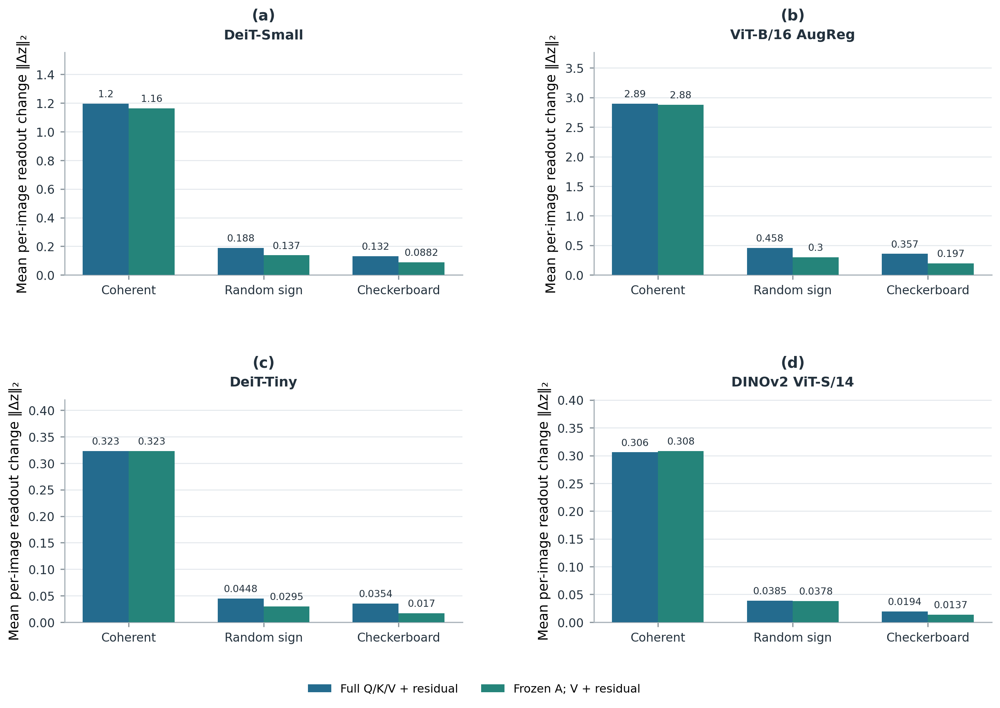 (a)
DeiT-Small
Mean per-image readout change ‖Δz‖₂
1.4
1.2
1.0
0.8
0.6
0.4
0.2
0.0
1.2
1.16
0.188
0.137
0.132
0.0882
Coherent
Random sign
Checkerboard
(b)
ViT-B/16 AugReg
Mean per-image readout change ‖Δz‖₂
3.5
3.0
2.5
2.0
1.5
1.0
0.5
0.0
2.89
2.88
0.458
0.3
0.357
0.197
Coherent
Random sign
Checkerboard
(c)
DeiT-Tiny
Mean per-image readout change ‖Δz‖₂
0.40
0.35
0.30
0.25
0.20
0.15
0.10
0.05
0.00
0.323
0.323
0.0448
0.0295
0.0354
0.017
Coherent
Random sign
Checkerboard
(d)
DINOv2 ViT-S/14
Mean per-image readout change ‖Δz‖₂
0.40
0.35
0.30
0.25
0.20
0.15
0.10
0.05
0.00
0.306
0.308
0.0385
0.0378
0.0194
0.0137
Coherent
Random sign
Checkerboard
Full Q/K/V + residual
Frozen A; V + residual